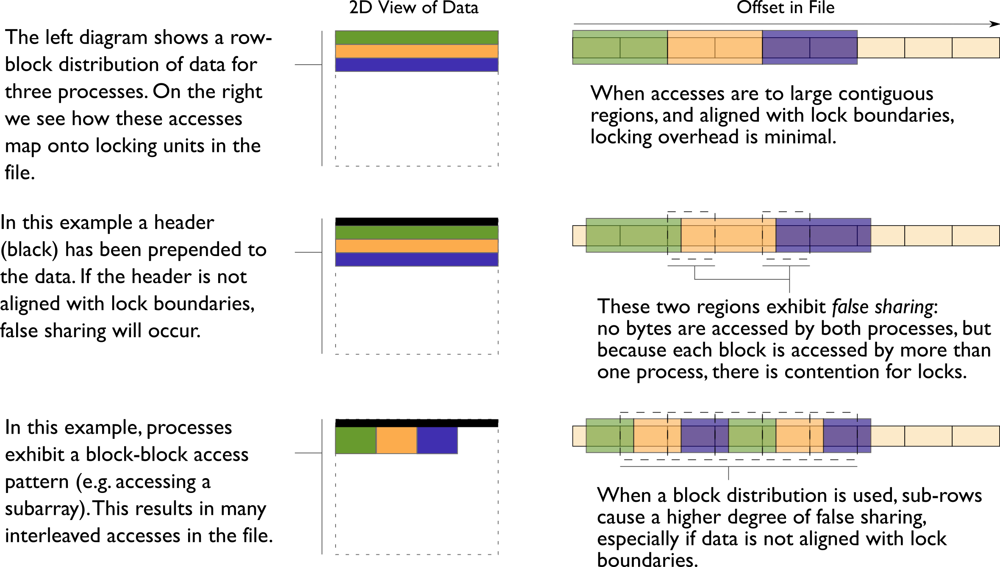 2D View of Data
Offset in File
The left diagram shows a row-
block distribution of data for
three processes. On the right
we see how these accesses
map onto locking units in the
file.
When accesses are to large contiguous
regions, and aligned with lock boundaries,
locking overhead is minimal.
In this example a header
(black) has been prepended to
the data. If the header is not
aligned with lock boundaries,
false sharing will occur.
These two regions exhibit false sharing:
no bytes are accessed by both processes, but
because each block is accessed by more than
one process, there is contention for locks.
In this example, processes
exhibit a block-block access
pattern (e.g. accessing a
subarray). This results in many
interleaved accesses in the file.
When a block distribution is used, sub-rows
cause a higher degree of false sharing,
especially if data is not aligned with lock
boundaries.